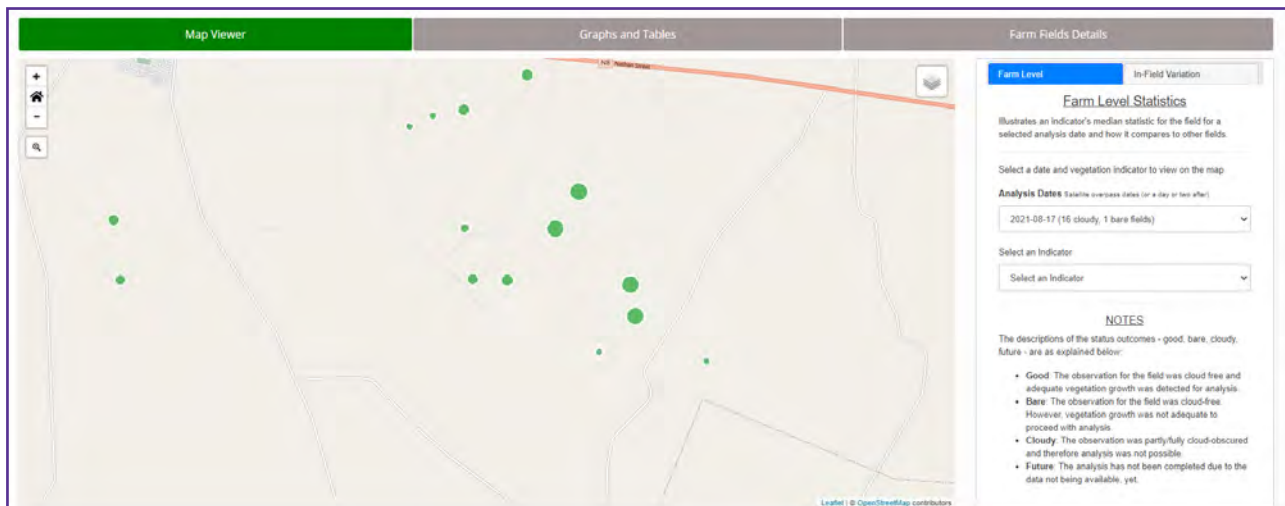 Map Viewer
Graphs and Tables
Farm Fields Details
+
-
N8 Nathan Street
Farm Level
In-Field Variation
Farm Level Statistics
Illustrates an indicator's median statistic for the field for a
selected analysis date and how it compares to other fields.
Select a date and vegetation indicator to view on the map
Analysis Dates Satellite overpass dates (or a day or two after)
2021-08-17 (16 cloudy, 1 bare fields)
Select an Indicator
Select an Indicator
NOTES
The descriptions of the status outcomes - good, bare, cloudy,
future - are as explained below:
• Good: The observation for the field was cloud free and
adequate vegetation growth was detected for analysis.
• Bare: The observation for the field was cloud-free.
However, vegetation growth was not adequate to
proceed with analysis
• Cloudy: The observation was partly/fully cloud-obscured
and therefore analysis was not possible.
• Future: The analysis has not been completed due to the
data not being available, yet.
Leaflet | © OpenStreetMap contributors